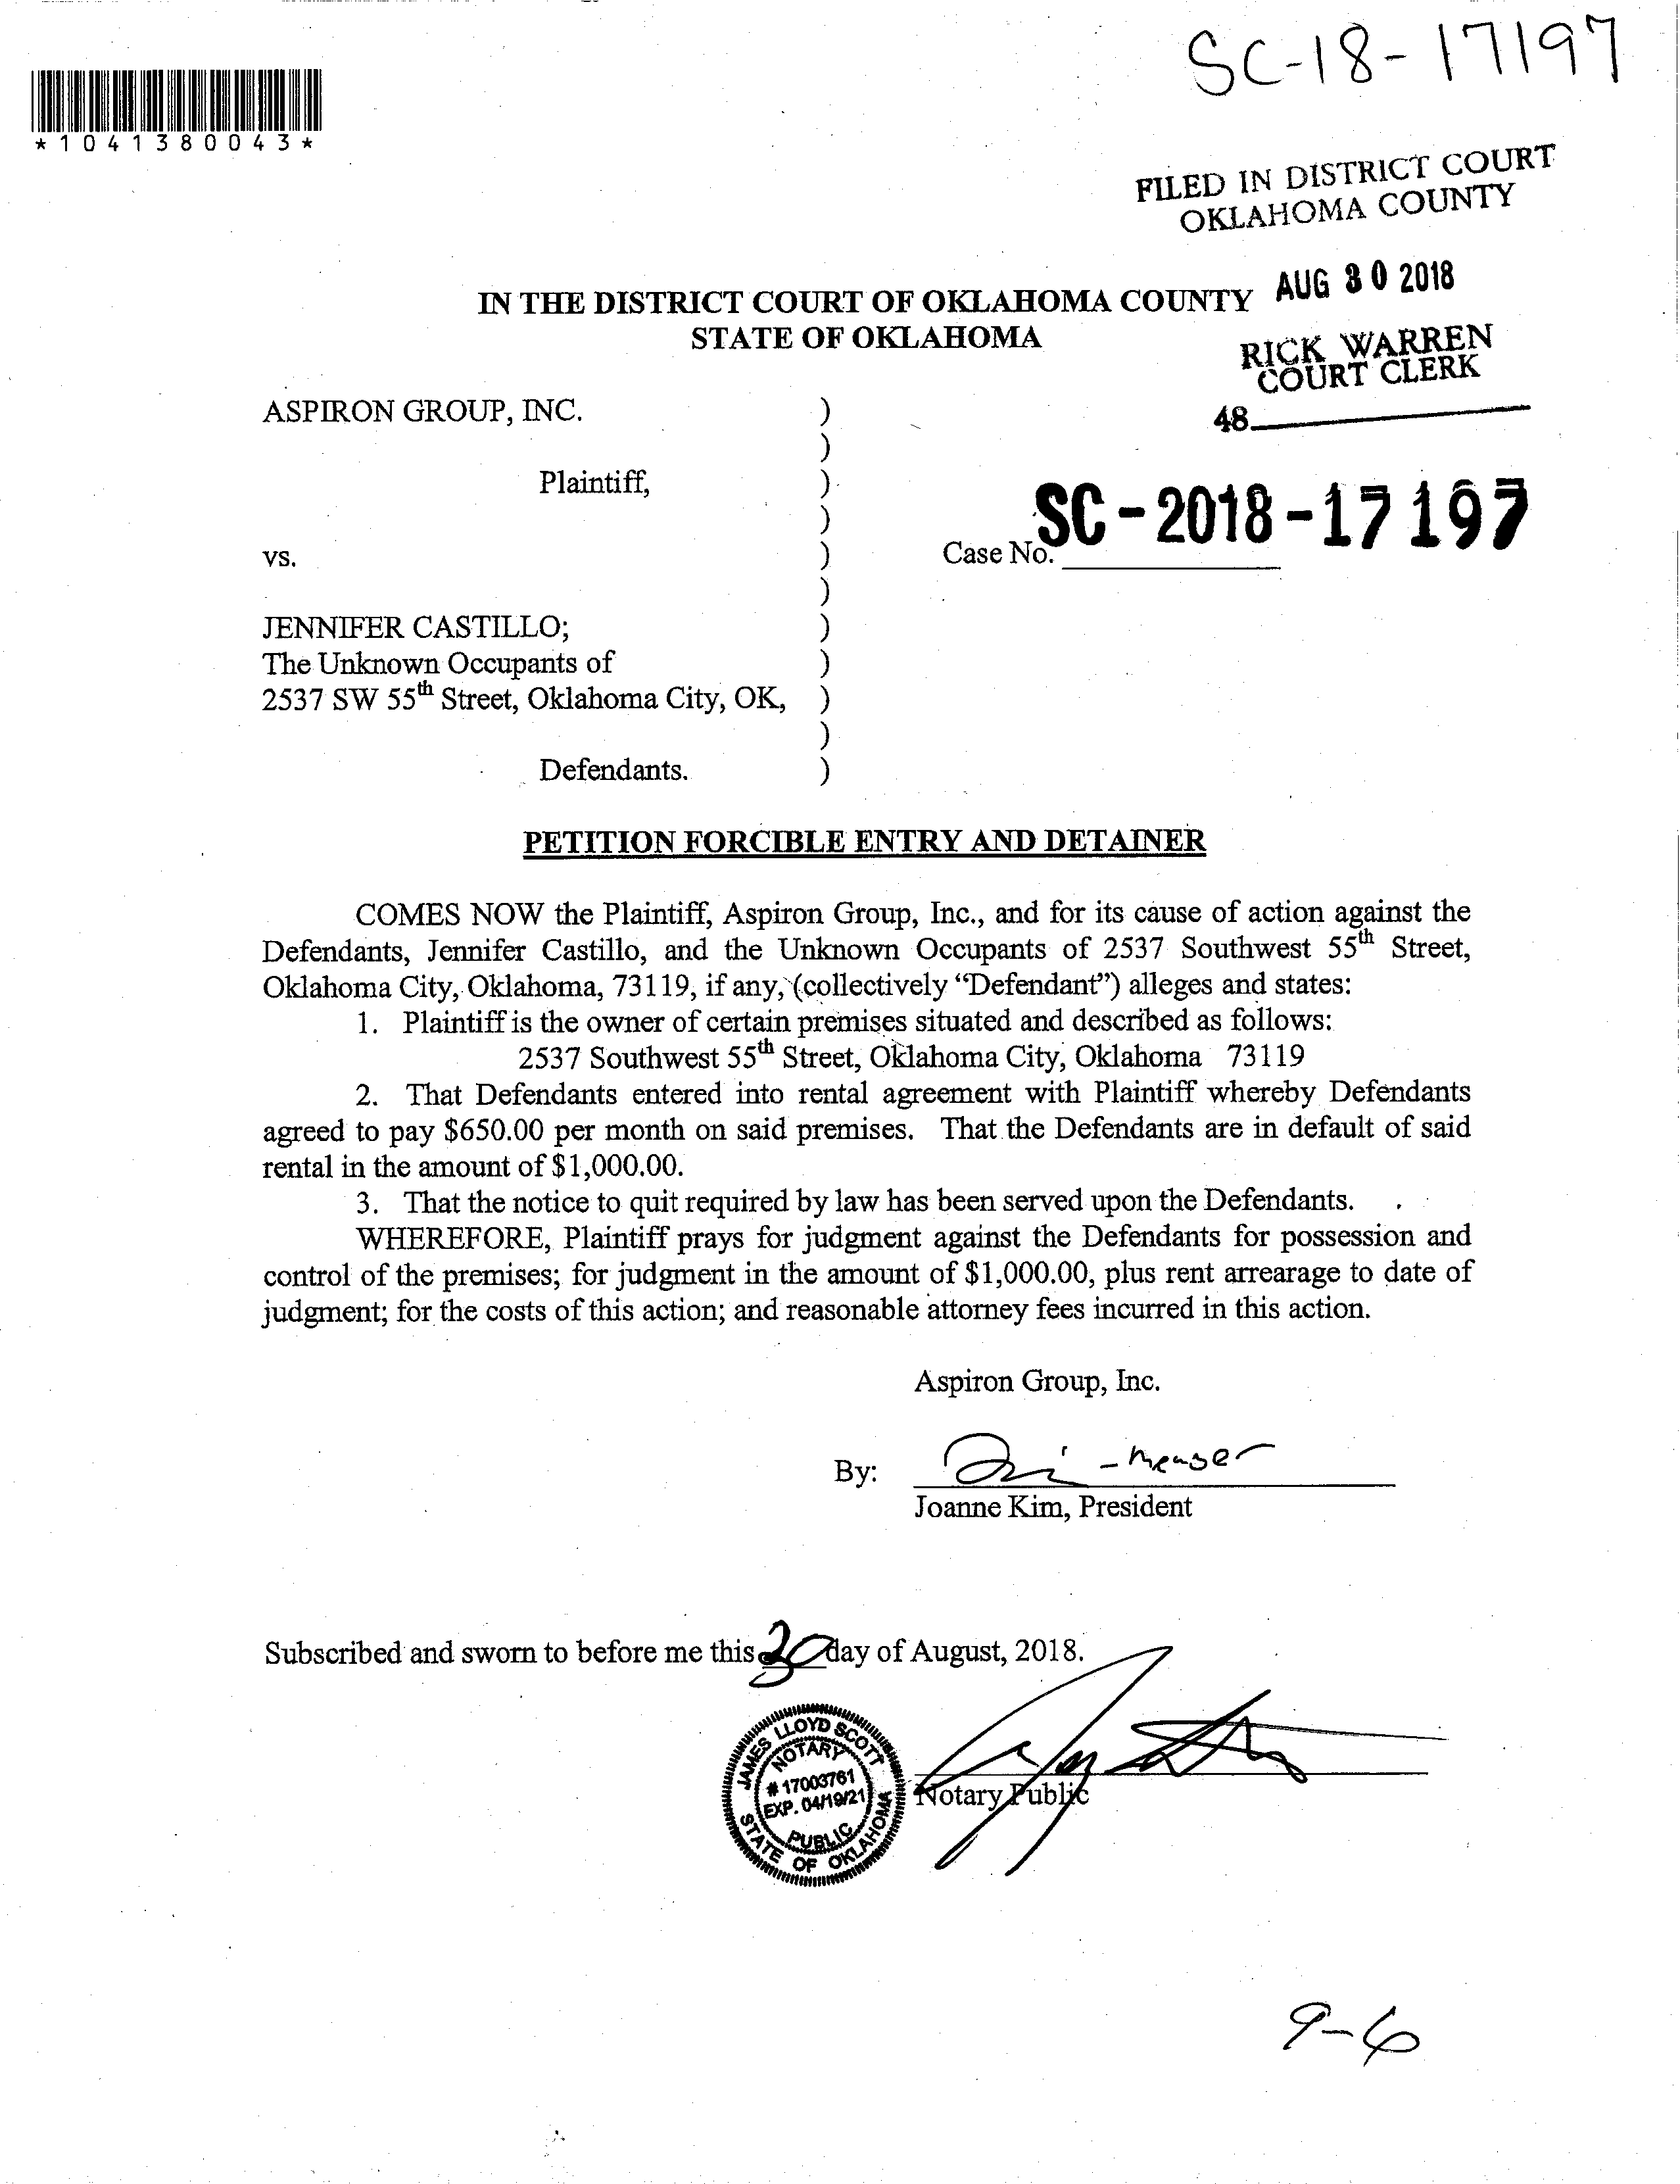 SC-18-17197
*1041380043*
FILED IN DISTRICT COURT
OKLAHOMA COUNTY
AUG 30 2018
RICK WARREN
COURT CLERK
48
IN THE DISTRICT COURT OF OKLAHOMA COUNTY
STATE OF OKLAHOMA
ASPIRON GROUP, INC. )
)
Plaintiff, )
)
vs. )
)
JENNIFER CASTILLO; )
The Unknown Occupants of )
2537 SW 55th Street, Oklahoma City, OK, )
)
Defendants. )
Case No. SC-2018-17197
PETITION FORCIBLE ENTRY AND DETAINER
COMES NOW the Plaintiff, Aspiron Group, Inc., and for its cause of action against the
Defendants, Jennifer Castillo, and the Unknown Occupants of 2537 Southwest 55th Street,
Oklahoma City, Oklahoma, 73119, if any, (collectively “Defendant”) alleges and states:
1. Plaintiff is the owner of certain premises situated and described as follows:
2537 Southwest 55th Street, Oklahoma City, Oklahoma 73119
2. That Defendants entered into rental agreement with Plaintiff whereby Defendants
agreed to pay $650.00 per month on said premises. That the Defendants are in default of said
rental in the amount of $1,000.00.
3. That the notice to quit required by law has been served upon the Defendants.
WHEREFORE, Plaintiff prays for judgment against the Defendants for possession and
control of the premises; for judgment in the amount of $1,000.00, plus rent arrearage to date of
judgment; for the costs of this action; and reasonable attorney fees incurred in this action.
Aspiron Group, Inc.
By:
Joanne Kim, President
Subscribed and sworn to before me this 30 day of August, 2018.
JAMES LLOYD SCOTT
NOTARY
# 17003761
EXP. 04/19/21
PUBLIC
STATE OF OKLAHOMA
Notary Public
9-6